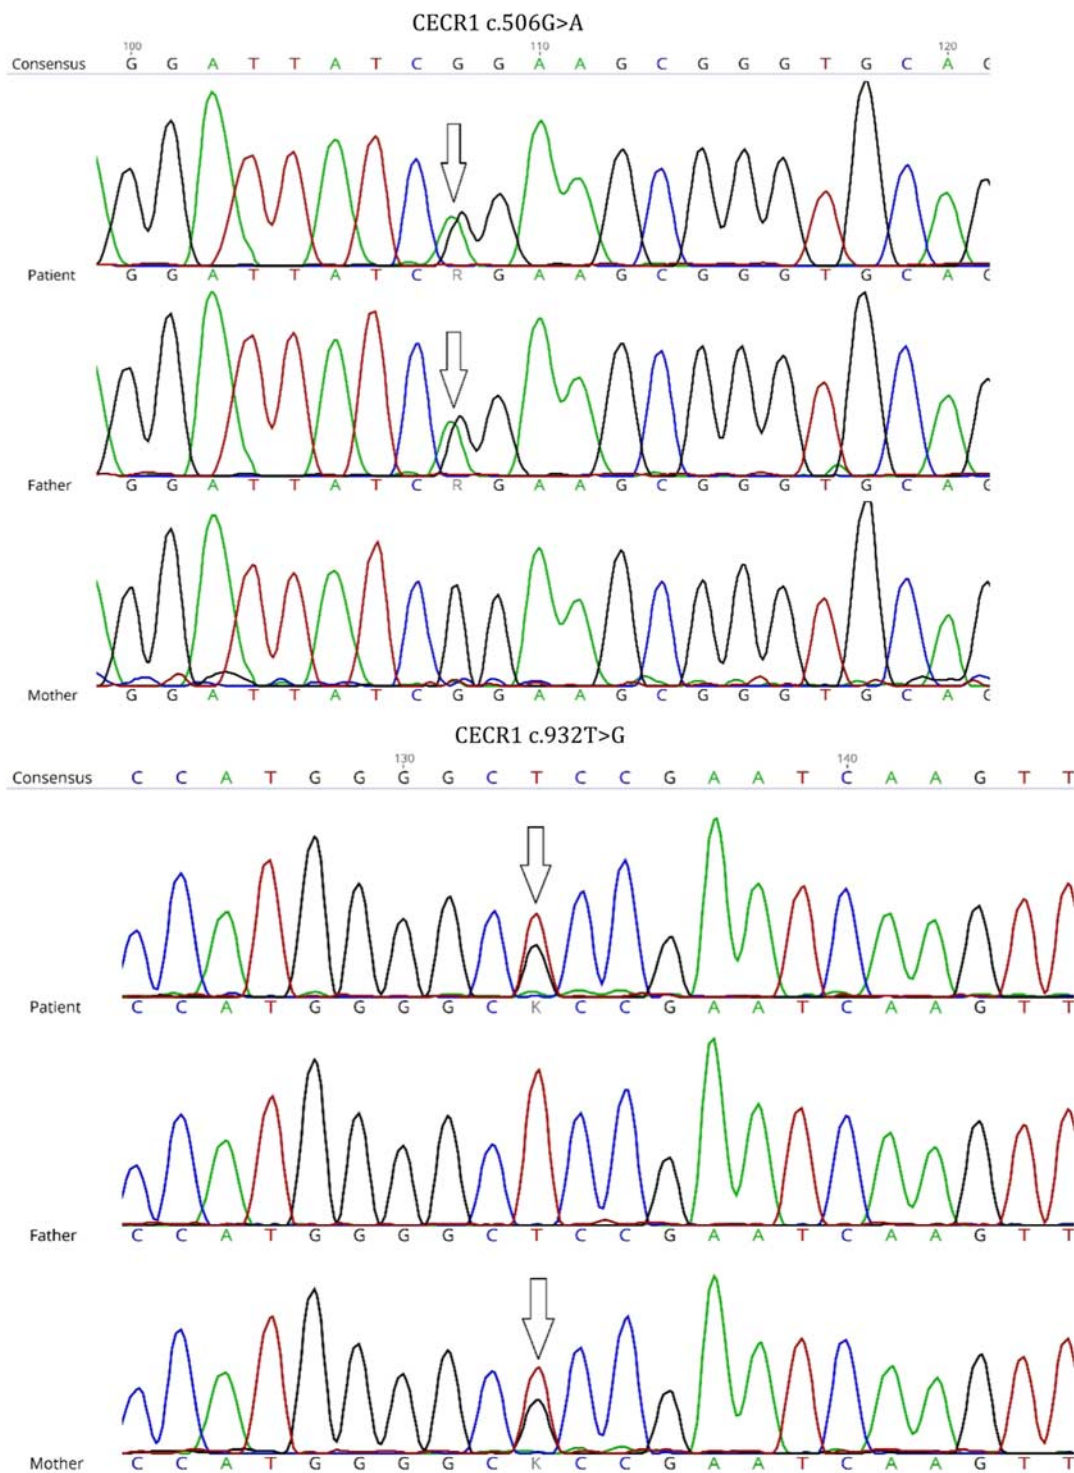 CECR1 c.506G>A
100 110 120
Consensus G G A T T A T C G G A A G C G G G T G C A G
Patient G G A T T A T C R G A A G C G G G T G C A G
Father G G A T T A T C R G A A G C G G G T G C A G
Mother G G A T T A T C G G A A G C G G G T G C A G
CECR1 c.932T>G
130 140
Consensus C C A T G G G G C T C C G A A T C A A G T T
Patient C C A T G G G G C K C C G A A T C A A G T T
Father C C A T G G G G C T C C G A A T C A A G T T
Mother C C A T G G G G C K C C G A A T C A A G T T